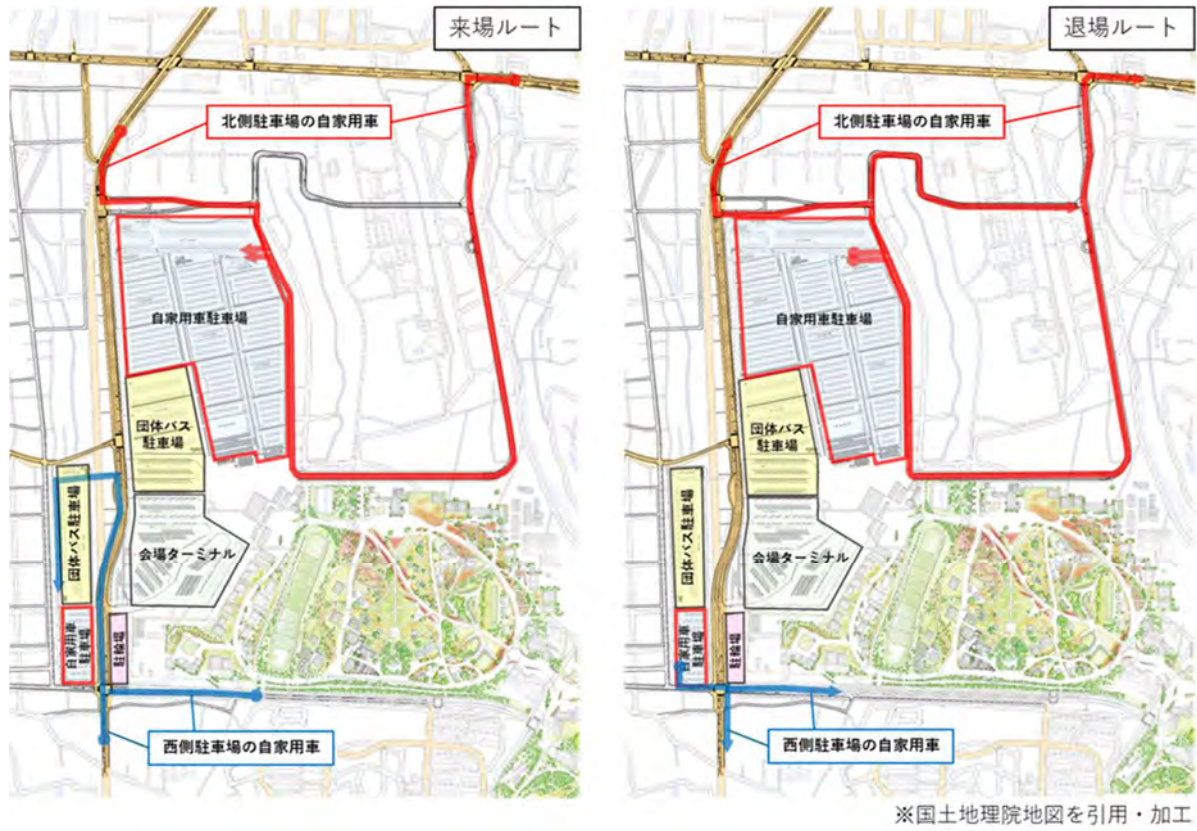 来場ルート
北側駐車場の自家用車
自家用車駐車場
団体バス
駐車場
団体バス駐車場
会場ターミナル
自家用車
駐車場
駐輪場
西側駐車場の自家用車
退場ルート
北側駐車場の自家用車
自家用車駐車場
団体バス
駐車場
団体バス駐車場
会場ターミナル
自家用車
駐車場
駐輪場
西側駐車場の自家用車
※国土地理院地図を引用・加工